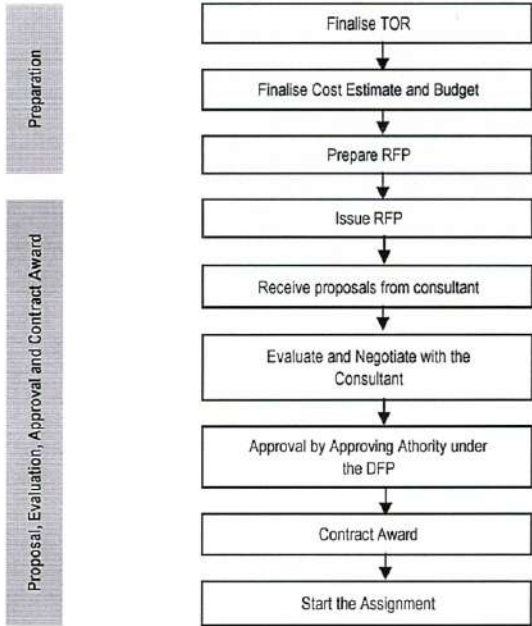 Preparation
Finalise TOR
Finalise Cost Estimate and Budget
Prepare RFP
Proposal, Evaluation, Approval and Contract Award
Issue RFP
Receive proposals from consultant
Evaluate and Negotiate with the
Consultant
Approval by Approving Athority under
the DFP
Contract Award
Start the Assignment